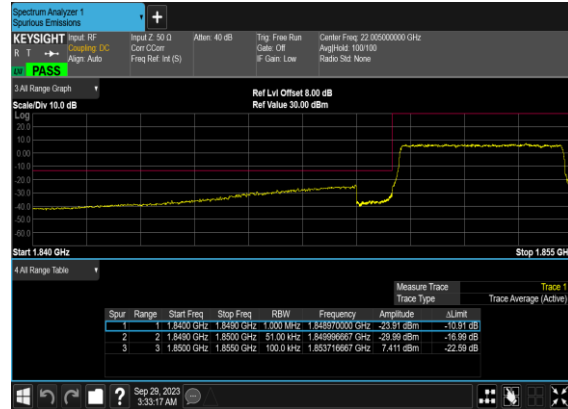 Spectrum Analyzer 1
Spurious Emissions
KEYSIGHT Input: RF Input Z: 50 Ω Atten: 40 dB Trig: Free Run Center Freq: 22.005000000 GHz
R T Coupling: DC Corr CCorr Gate: Off Avg|Hold: 100/100
Align: Auto Freq Ref: Int (S) IF Gain: Low Radio Std: None
LM PASS
3 All Range Graph
Ref Lvl Offset 8.00 dB
Scale/Div 10.0 dB Ref Value 30.00 dBm
Log
20.0
10.0
0.00
-10.0
-20.0
-30.0
-40.0
-50.0
-60.0
Start 1.840 GHz Stop 1.855 GH
4 All Range Table
Measure Trace Trace 1
Trace Type Trace Average (Active)
Spur Range Start Freq Stop Freq RBW Frequency Amplitude ΔLimit
1 1 1.8400 GHz 1.8490 GHz 1.000 MHz 1.848970000 GHz -23.91 dBm -10.91 dB
2 2 1.8490 GHz 1.8500 GHz 51.00 kHz 1.849996667 GHz -29.99 dBm -16.99 dB
3 3 1.8500 GHz 1.8550 GHz 100.0 kHz 1.853716667 GHz 7.411 dBm -22.59 dB
? Sep 29, 2023
3:33:17 AM